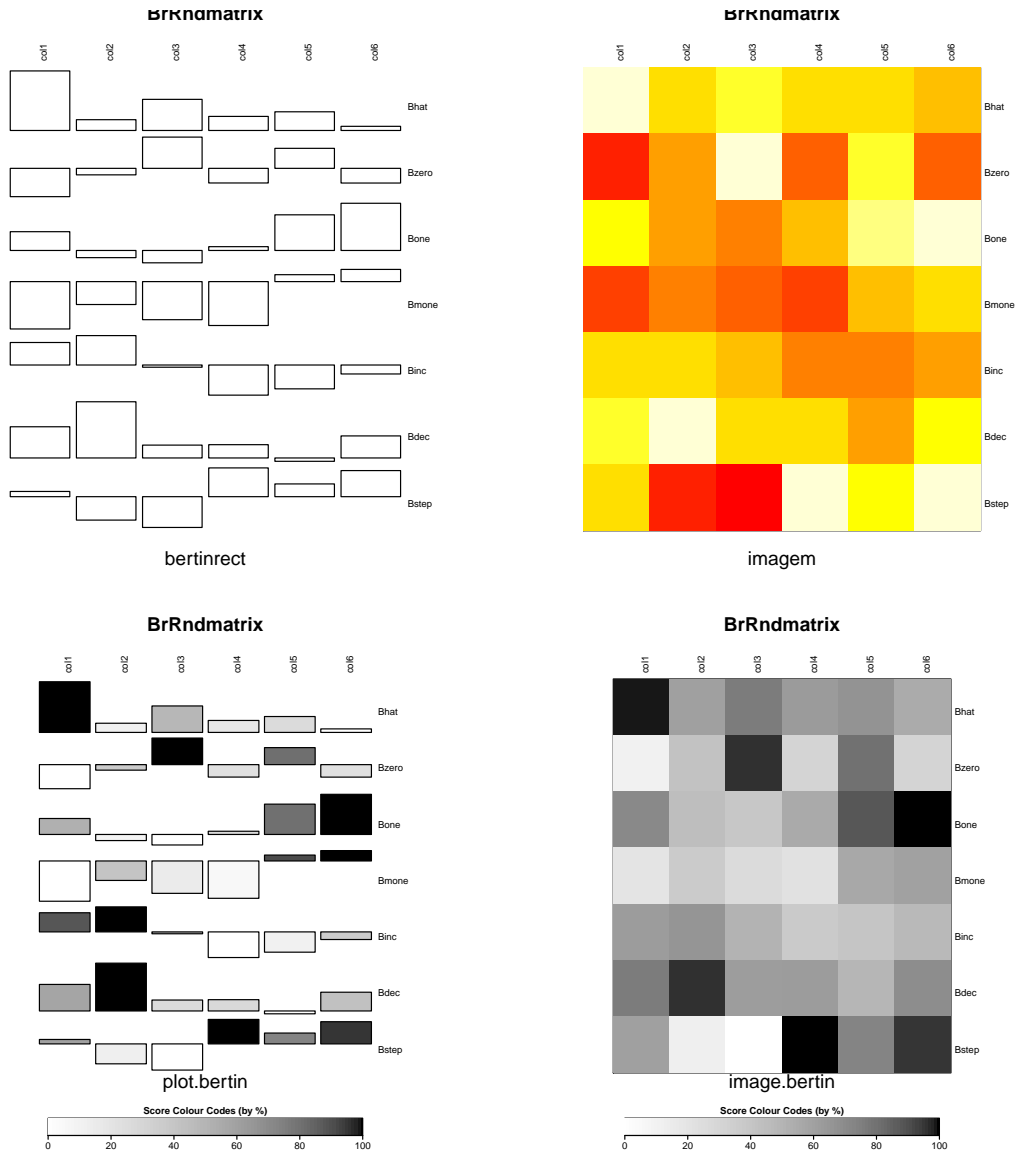 BrRndmatrix
col1 col2 col3 col4 col5 col6
Bhat
Bzero
Bone
Bmone
Binc
Bdec
Bstep
bertinrect
BrRndmatrix
col1 col2 col3 col4 col5 col6
Bhat
Bzero
Bone
Bmone
Binc
Bdec
Bstep
imagem
BrRndmatrix
col1 col2 col3 col4 col5 col6
Bhat
Bzero
Bone
Bmone
Binc
Bdec
Bstep
plot.bertin
Score Colour Codes (by %)
0 20 40 60 80 100
BrRndmatrix
col1 col2 col3 col4 col5 col6
Bhat
Bzero
Bone
Bmone
Binc
Bdec
Bstep
image.bertin
Score Colour Codes (by %)
0 20 40 60 80 100